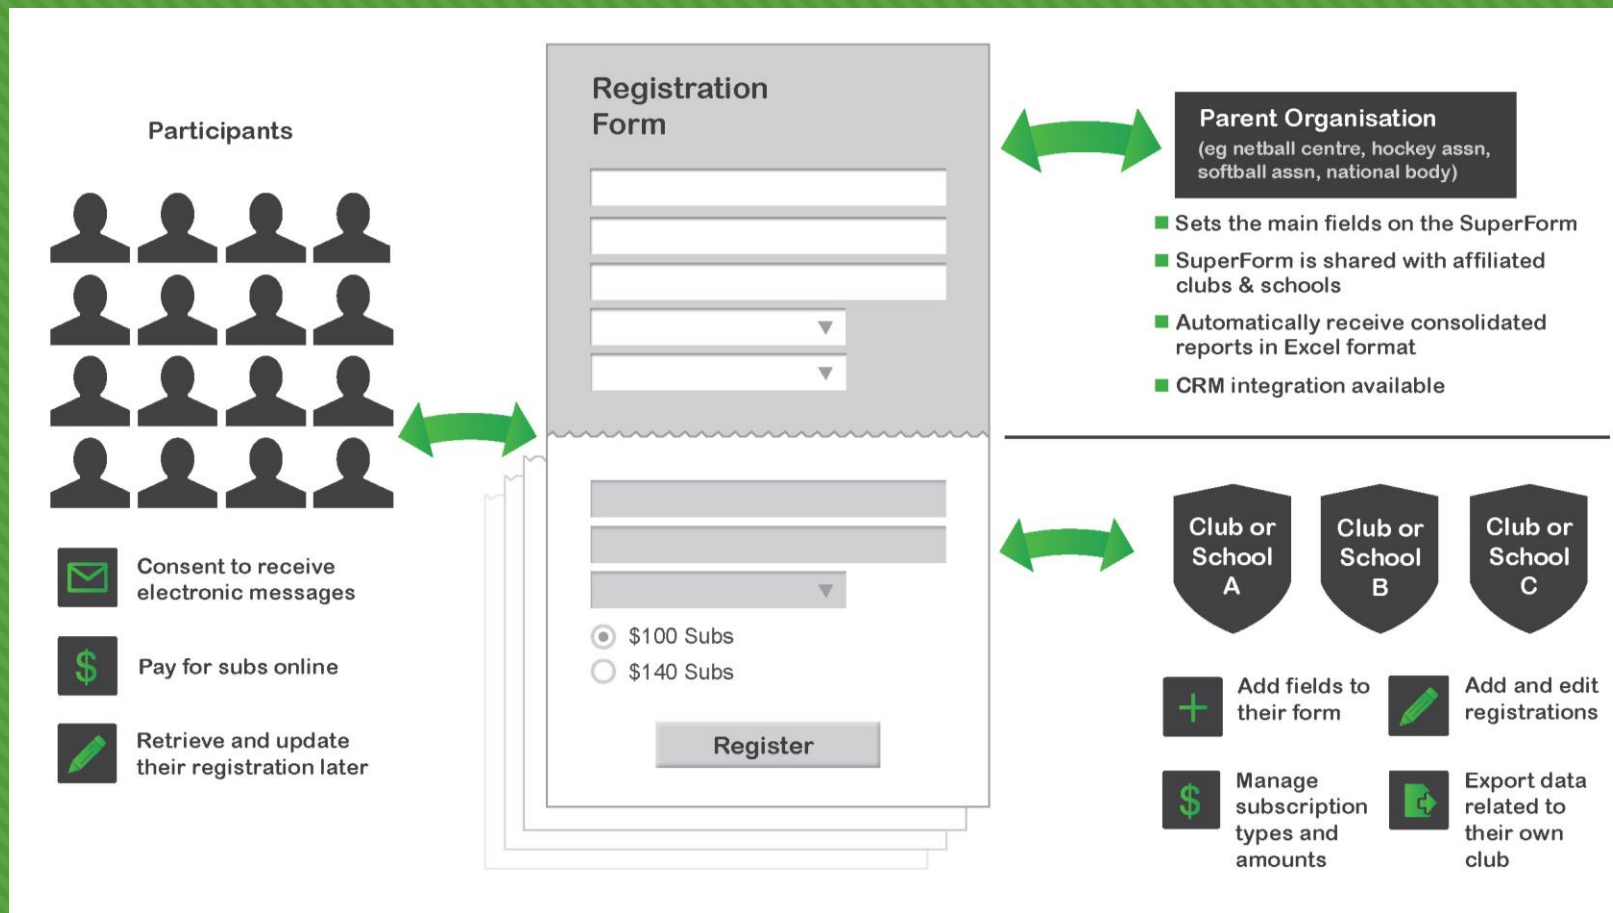 Participants
Consent to receive
electronic messages
$
Pay for subs online
Retrieve and update
their registration later
Registration
Form
$100 Subs
$140 Subs
Register
Parent Organisation
(eg netball centre, hockey assn,
softball assn, national body)
Sets the main fields on the SuperForm
SuperForm is shared with affiliated
clubs & schools
Automatically receive consolidated
reports in Excel format
CRM integration available
Club or
School
A
Club or
School
B
Club or
School
C
Add fields to
their form
Add and edit
registrations
$
Manage
subscription
types and
amounts
Export data
related to
their own
club